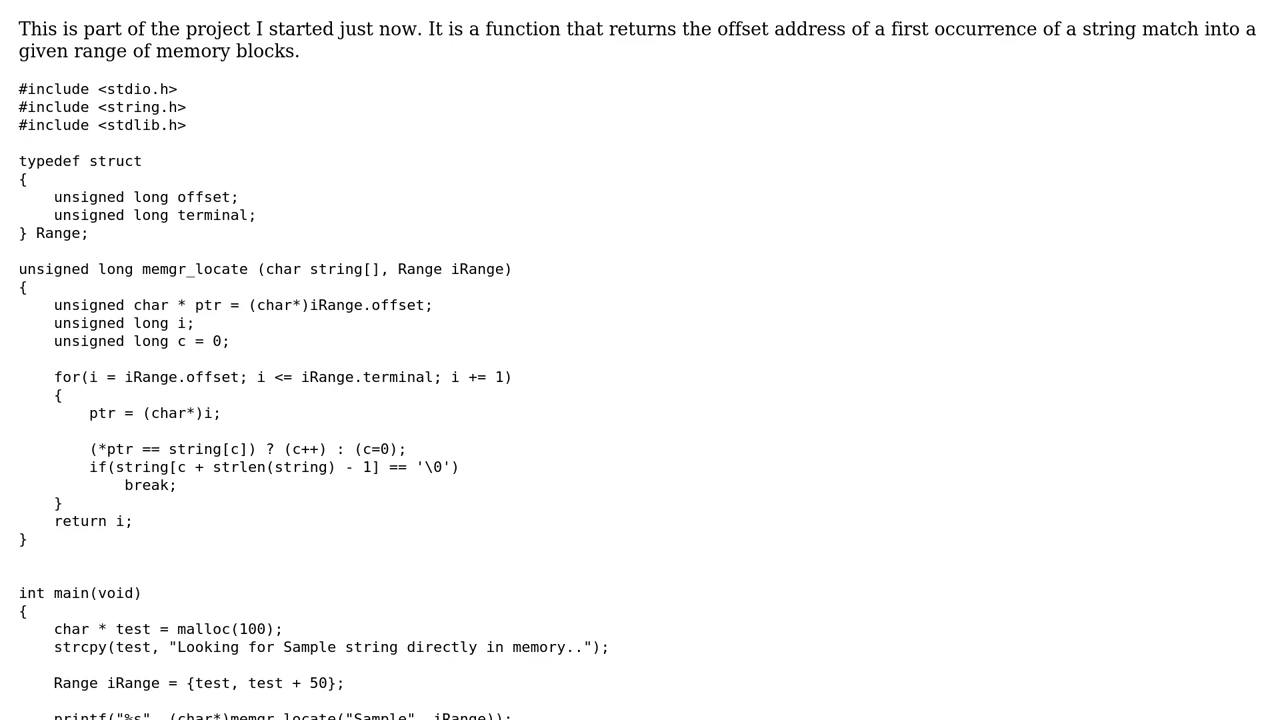 This is part of the project I started just now. It is a function that returns the offset address of a first occurrence of a string match into a
given range of memory blocks.
#include <stdio.h>
#include <string.h>
#include <stdlib.h>
typedef struct
{
    unsigned long offset;
    unsigned long terminal;
} Range;
unsigned long memgr_locate (char string[], Range iRange)
{
    unsigned char * ptr = (char*)iRange.offset;
    unsigned long i;
    unsigned long c = 0;
    for(i = iRange.offset; i <= iRange.terminal; i += 1)
    {
        ptr = (char*)i;
        (*ptr == string[c]) ? (c++) : (c=0);
        if(string[c + strlen(string) - 1] == '\0')
            break;
    }
    return i;
}
int main(void)
{
    char * test = malloc(100);
    strcpy(test, "Looking for Sample string directly in memory..");
    Range iRange = {test, test + 50};
    printf("%s", (char*)memgr_locate("Sample", iRange));